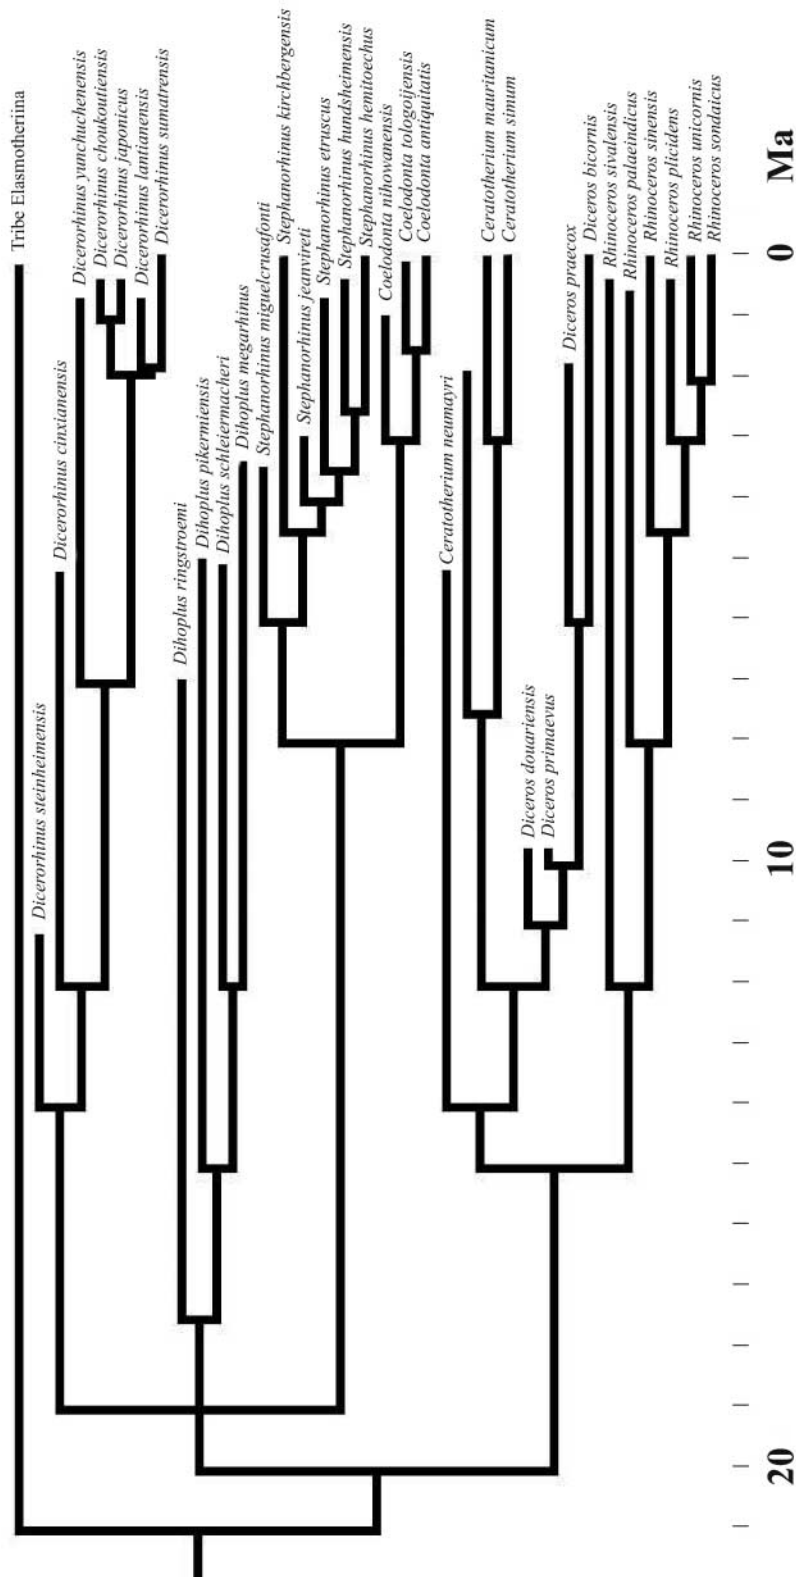 Tribe Elasmotheriina
Dicerorhinus steinheimensis
Dicerorhinus cinxianensis
Dicerorhinus yunchuchenensis
Dicerorhinus choukoutiensis
Dicerorhinus japonicus
Dicerorhinus lantianensis
Dicerorhinus sumatrensis
Dihoplus ringstroemi
Dihoplus pikermiensis
Dihoplus schleiermacheri
Dihoplus megarhinus
Stephanorhinus miguelcrusafonti
Stephanorhinus kirchbergensis
Stephanorhinus jeanvireti
Stephanorhinus etruscus
Stephanorhinus hundsheimensis
Stephanorhinus hemitoechus
Coelodonta nihowanensis
Coelodonta tologoijensis
Coelodonta antiquitatis
Ceratotherium neumayri
Ceratotherium mauritanicum
Ceratotherium simum
Diceros douariensis
Diceros primaevus
Diceros praecox
Diceros bicornis
Rhinoceros sivalensis
Rhinoceros palaeindicus
Rhinoceros sinensis
Rhinoceros plicidens
Rhinoceros unicornis
Rhinoceros sondaicus
20
10
0
Ma